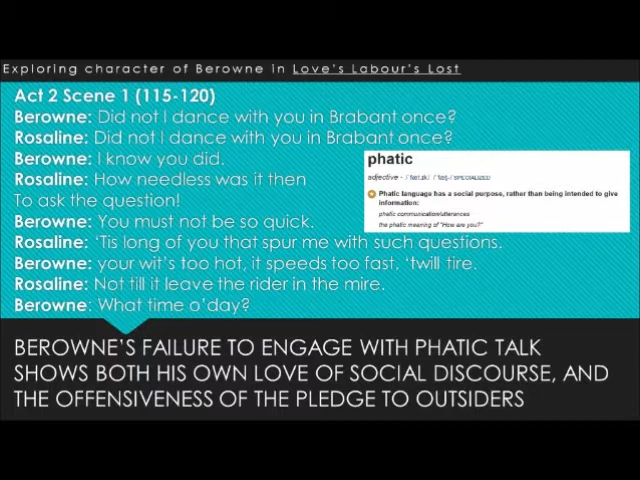 Exploring character of Berowne in Love's Labour's Lost
Act 2 Scene 1 (115-120)
Berowne: Did not I dance with you in Brabant once?
Rosaline: Did not I dance with you in Brabant once?
Berowne: I know you did.
Rosaline: How needless was it then
To ask the question!
Berowne: You must not be so quick.
Rosaline: 'Tis long of you that spur me with such questions.
Berowne: your wit's too hot, it speeds too fast, 'twill tire.
Rosaline: Not till it leave the rider in the mire.
Berowne: What time o'day?
phatic
adjective - SPECIALIZED
Phatic language has a social purpose, rather than being intended to give
information:
phatic communication/utterances
the phatic meaning of "How are you?"
BEROWNE'S FAILURE TO ENGAGE WITH PHATIC TALK
SHOWS BOTH HIS OWN LOVE OF SOCIAL DISCOURSE, AND
THE OFFENSIVENESS OF THE PLEDGE TO OUTSIDERS